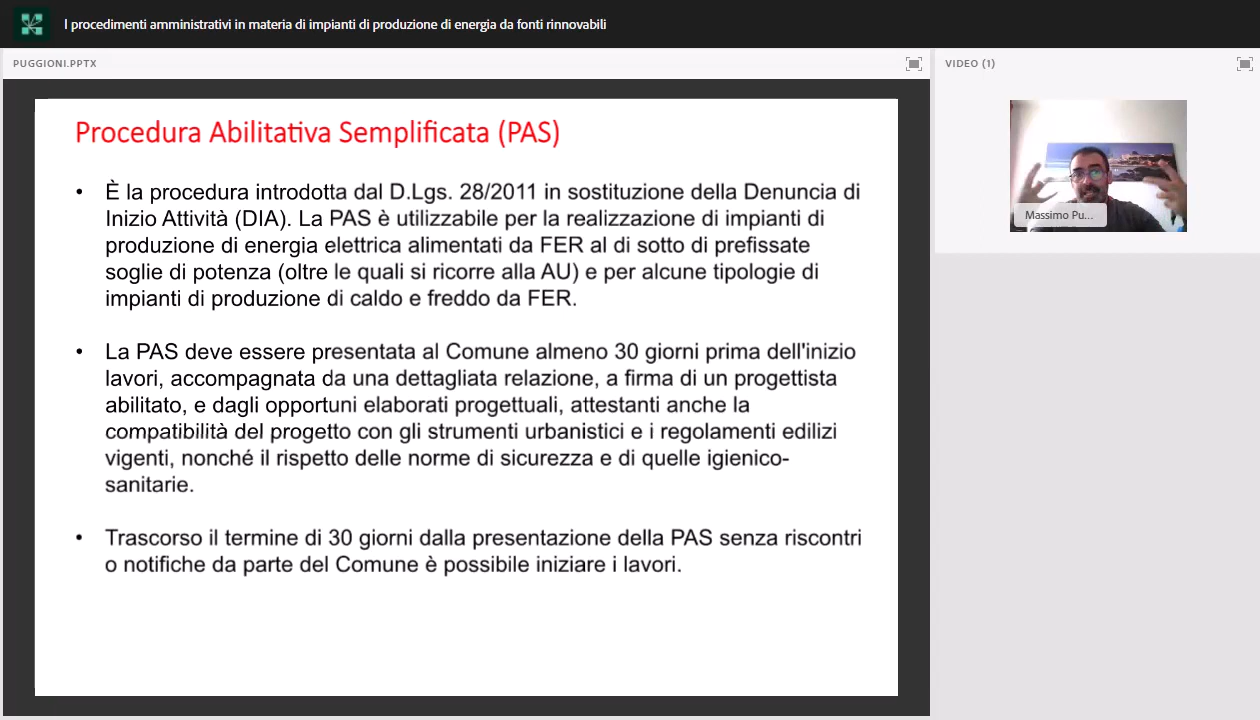 I procedimenti amministrativi in materia di impianti di produzione di energia da fonti rinnovabili
PUGGIONI.PPTX
VIDEO (1)
Procedura Abilitativa Semplificata (PAS)
• È la procedura introdotta dal D.Lgs. 28/2011 in sostituzione della Denuncia di
Inizio Attività (DIA). La PAS è utilizzabile per la realizzazione di impianti di
produzione di energia elettrica alimentati da FER al di sotto di prefissate
soglie di potenza (oltre le quali si ricorre alla AU) e per alcune tipologie di
impianti di produzione di caldo e freddo da FER.
• La PAS deve essere presentata al Comune almeno 30 giorni prima dell'inizio
lavori, accompagnata da una dettagliata relazione, a firma di un progettista
abilitato, e dagli opportuni elaborati progettuali, attestanti anche la
compatibilità del progetto con gli strumenti urbanistici e i regolamenti edilizi
vigenti, nonché il rispetto delle norme di sicurezza e di quelle igienico-
sanitarie.
• Trascorso il termine di 30 giorni dalla presentazione della PAS senza riscontri
o notifiche da parte del Comune è possibile iniziare i lavori.
Massimo Pu...